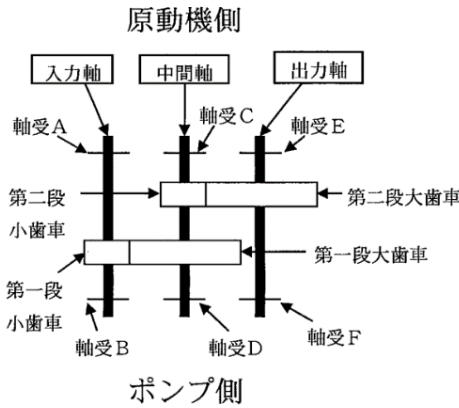 原動機側
入力軸
中間軸
出力軸
軸受A
軸受C
軸受E
第二段
小歯車
第二段大歯車
第一段大歯車
第一段
小歯車
軸受B
軸受D
軸受F
ポンプ側